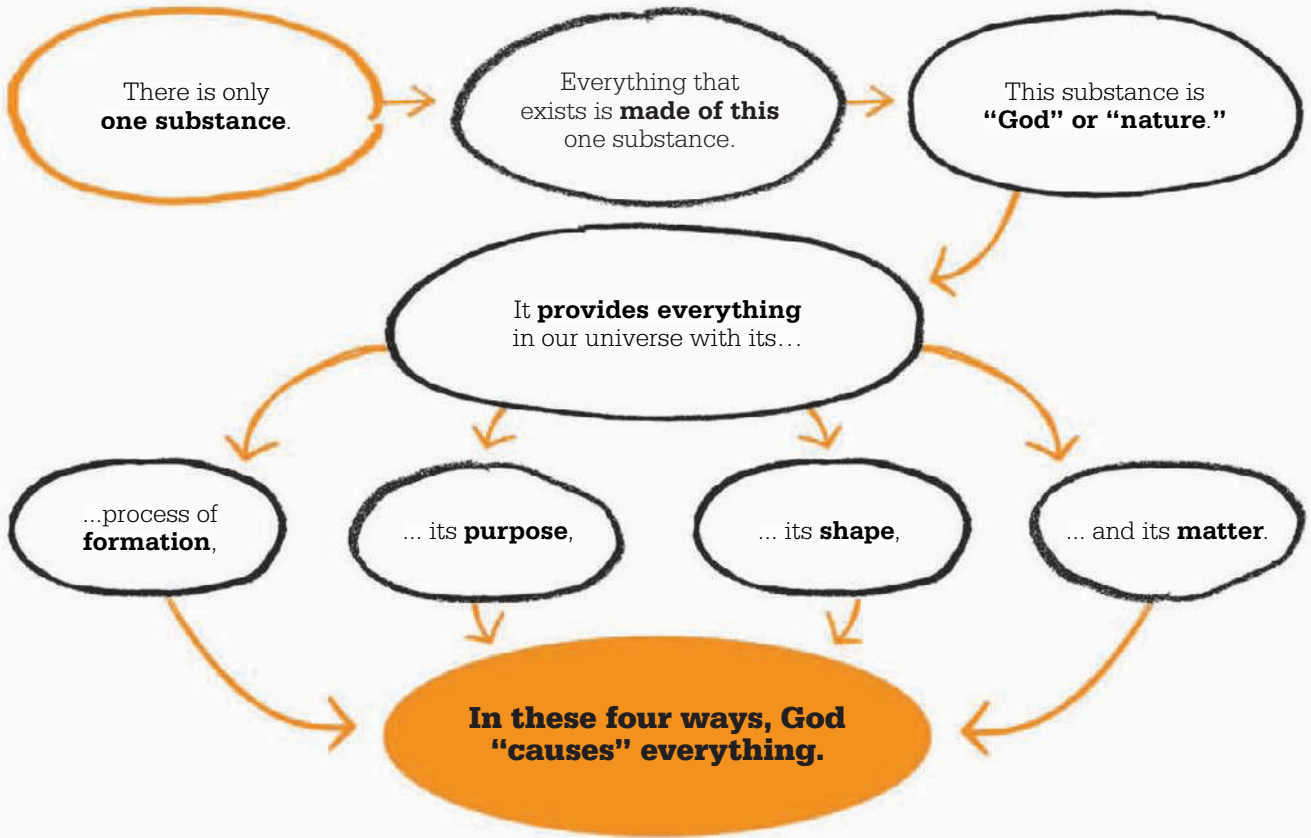 There is only
one substance.
Everything that
exists is made of this
one substance.
This substance is
“God” or “nature.”
It provides everything
in our universe with its…
...process of
formation,
... its purpose,
... its shape,
... and its matter.
In these four ways, God
“causes” everything.